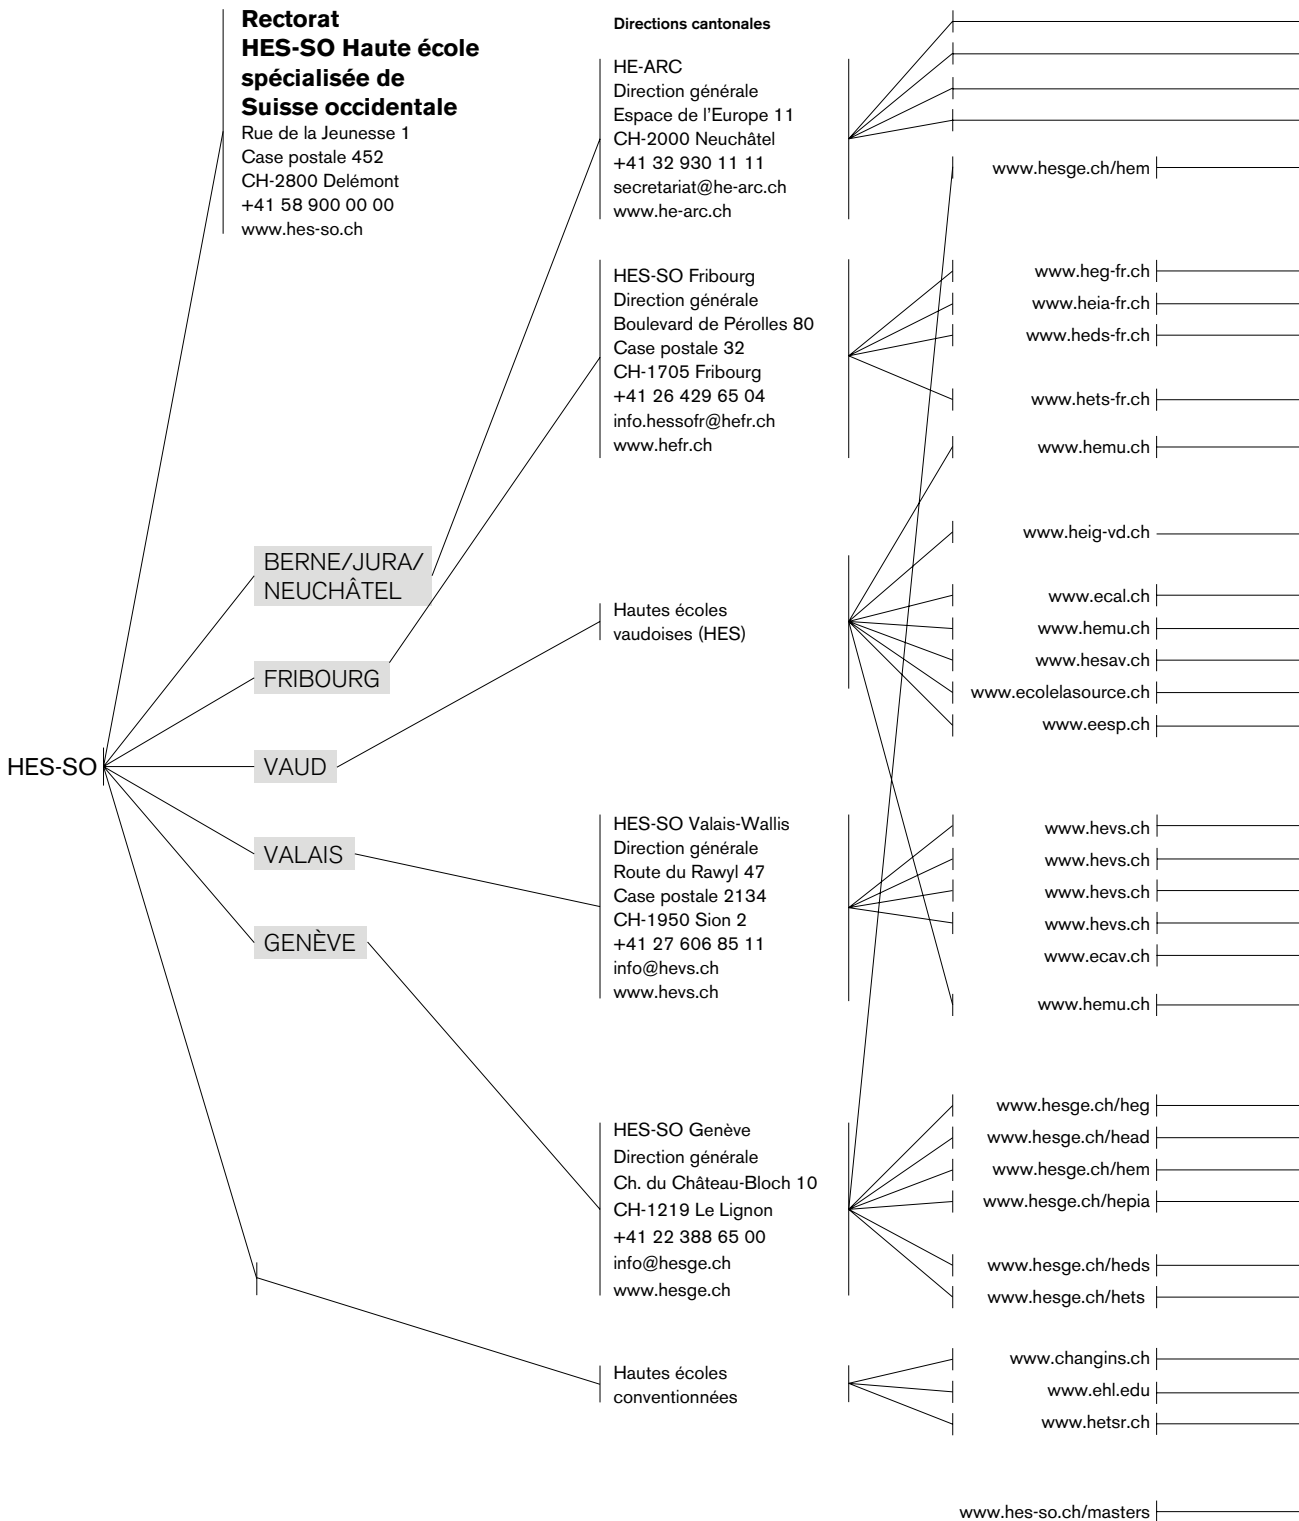 Rectorat
HES-SO Haute école
spécialisée de
Suisse occidentale
Rue de la Jeunesse 1
Case postale 452
CH-2800 Delémont
+41 58 900 00 00
www.hes-so.ch
HES-SO
BERNE/JURA/
NEUCHÂTEL
FRIBOURG
VAUD
VALAIS
GENÈVE
Directions cantonales
HE-ARC
Direction générale
Espace de l'Europe 11
CH-2000 Neuchâtel
+41 32 930 11 11
secretariat@he-arc.ch
www.he-arc.ch
HES-SO Fribourg
Direction générale
Boulevard de Pérolles 80
Case postale 32
CH-1705 Fribourg
+41 26 429 65 04
info.hessofr@hefr.ch
www.hefr.ch
Hautes écoles
vaudoises (HES)
HES-SO Valais-Wallis
Direction générale
Route du Rawyl 47
Case postale 2134
CH-1950 Sion 2
+41 27 606 85 11
info@hevs.ch
www.hevs.ch
HES-SO Genève
Direction générale
Ch. du Château-Bloch 10
CH-1219 Le Lignon
+41 22 388 65 00
info@hesge.ch
www.hesge.ch
Hautes écoles
conventionnées
www.hesge.ch/hem
www.heg-fr.ch
www.heia-fr.ch
www.heds-fr.ch
www.hets-fr.ch
www.hemu.ch
www.heig-vd.ch
www.ecal.ch
www.hemu.ch
www.hesav.ch
www.ecolelasource.ch
www.eesp.ch
www.hevs.ch
www.hevs.ch
www.hevs.ch
www.hevs.ch
www.ecav.ch
www.hemu.ch
www.hesge.ch/heg
www.hesge.ch/head
www.hesge.ch/hem
www.hesge.ch/hepia
www.hesge.ch/heds
www.hesge.ch/hets
www.changins.ch
www.ehl.edu
www.hetsr.ch
www.hes-so.ch/masters